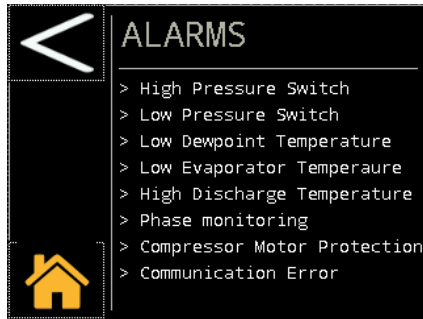 ALARMS
> High Pressure Switch
> Low Pressure Switch
> Low Dewpoint Temperature
> Low Evaporator Temperaure
> High Discharge Temperature
> Phase monitoring
> Compressor Motor Protection
> Communication Error